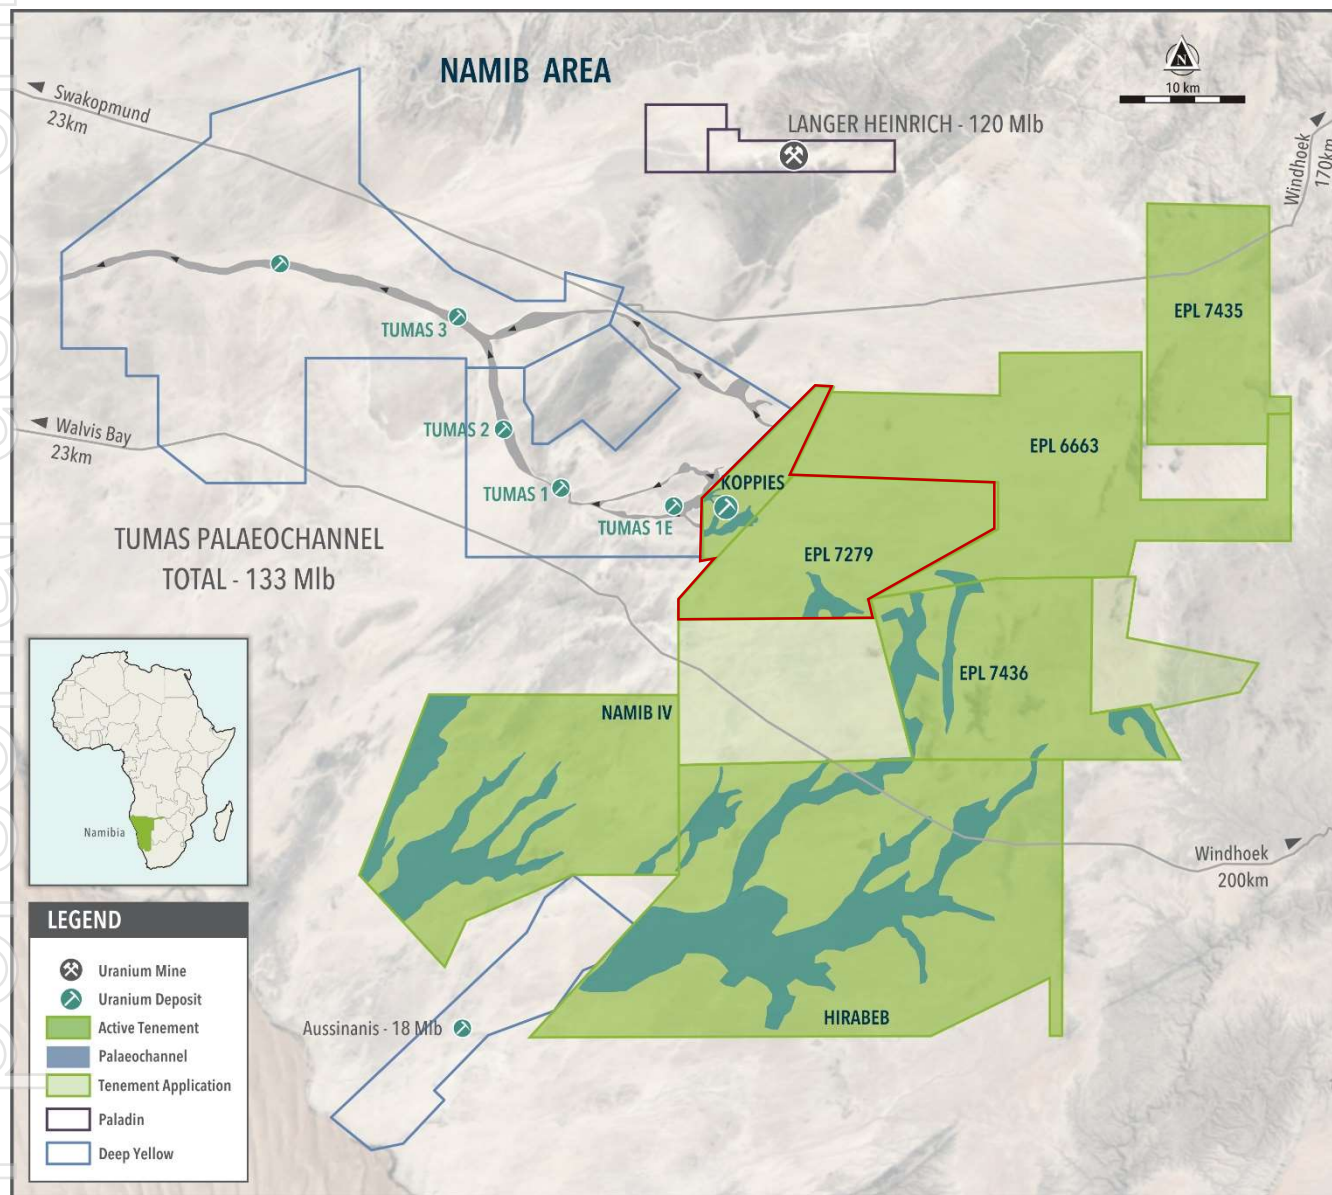 NAMIB AREA
N
10 km
Swakopmund
23km
LANGER HEINRICH - 120 Mlb
Windhoek
170km
EPL 7435
TUMAS 3
EPL 6663
TUMAS 2
Walvis Bay
23km
KOPPIES
TUMAS 1
TUMAS 1E
TUMAS PALAEOCHANNEL
TOTAL - 133 Mlb
EPL 7279
EPL 7436
NAMIB IV
Namibia
Windhoek
200km
LEGEND
Uranium Mine
Uranium Deposit
Active Tenement
Palaeochannel
Tenement Application
Paladin
Deep Yellow
Aussinanis - 18 Mlb
HIRABEB